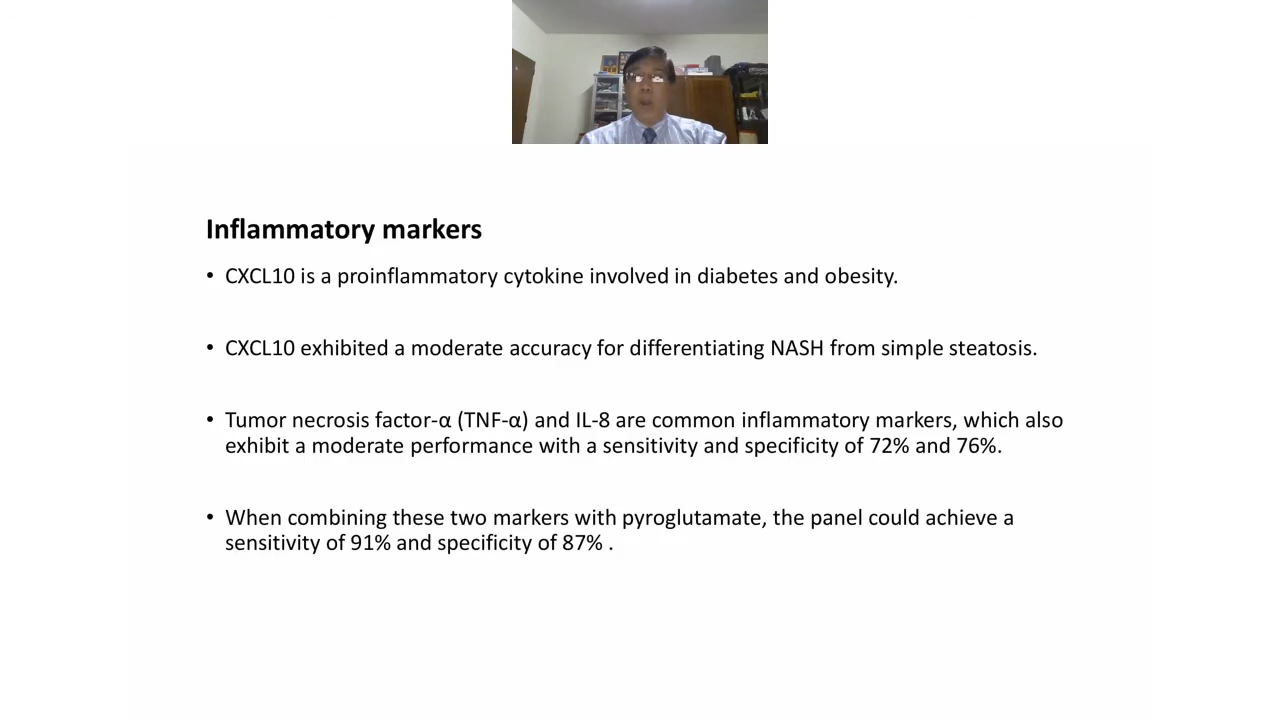 Inflammatory markers
• CXCL10 is a proinflammatory cytokine involved in diabetes and obesity.
• CXCL10 exhibited a moderate accuracy for differentiating NASH from simple steatosis.
• Tumor necrosis factor-α (TNF-α) and IL-8 are common inflammatory markers, which also
exhibit a moderate performance with a sensitivity and specificity of 72% and 76%.
• When combining these two markers with pyroglutamate, the panel could achieve a
sensitivity of 91% and specificity of 87% .